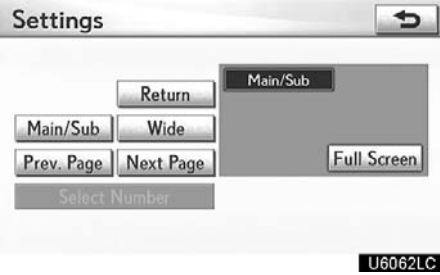 Settings
Return
Main/Sub
Main/Sub Wide
Prev. Page Next Page
Full Screen
Select Number
U6062LC